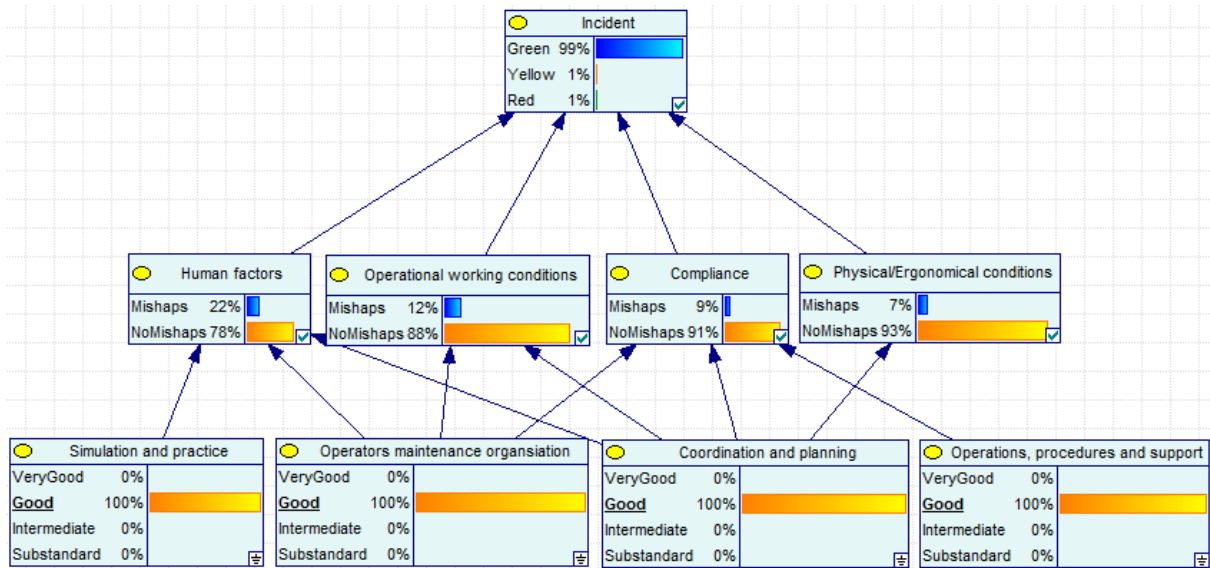 Incident
Green 99%
Yellow 1%
Red 1%
Human factors
Mishaps 22%
NoMishaps 78%
Operational working conditions
Mishaps 12%
NoMishaps 88%
Compliance
Mishaps 9%
NoMishaps 91%
Physical/Ergonomical conditions
Mishaps 7%
NoMishaps 93%
Simulation and practice
VeryGood 0%
Good 100%
Intermediate 0%
Substandard 0%
Operators maintenance organsiation
VeryGood 0%
Good 100%
Intermediate 0%
Substandard 0%
Coordination and planning
VeryGood 0%
Good 100%
Intermediate 0%
Substandard 0%
Operations, procedures and support
VeryGood 0%
Good 100%
Intermediate 0%
Substandard 0%